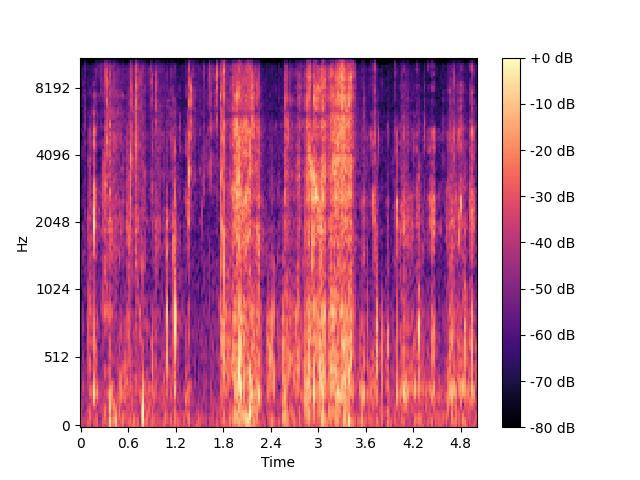 +0 dB
8192
-10 dB
4096
-20 dB
-30 dB
2048
Hz
-40 dB
1024
-50 dB
-60 dB
512
-70 dB
0
-80 dB
0 0.6 1.2 1.8 2.4 3 3.6 4.2 4.8
Time